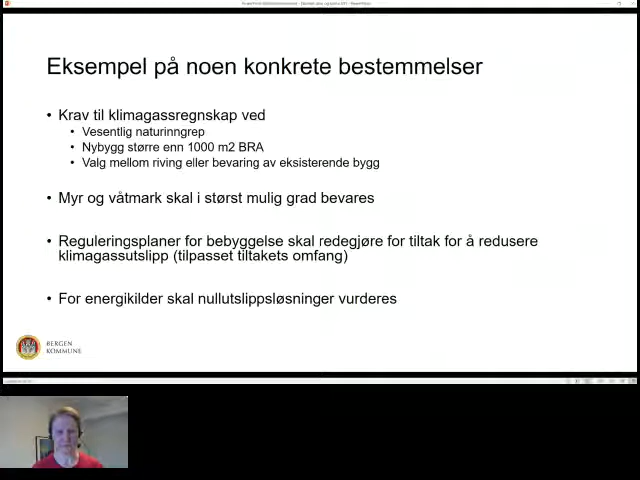 Eksempel på noen konkrete bestemmelser
• Krav til klimagassregnskap ved
• Vesentlig naturinngrep
• Nybygg større enn 1000 m2 BRA
• Valg mellom riving eller bevaring av eksisterende bygg
• Myr og våtmark skal i størst mulig grad bevares
• Reguleringsplaner for bebyggelse skal redegjøre for tiltak for å redusere
klimagassutslipp (tilpasset tiltakets omfang)
• For energikilder skal nullutslippsløsninger vurderes
BERGEN
KOMMUNE